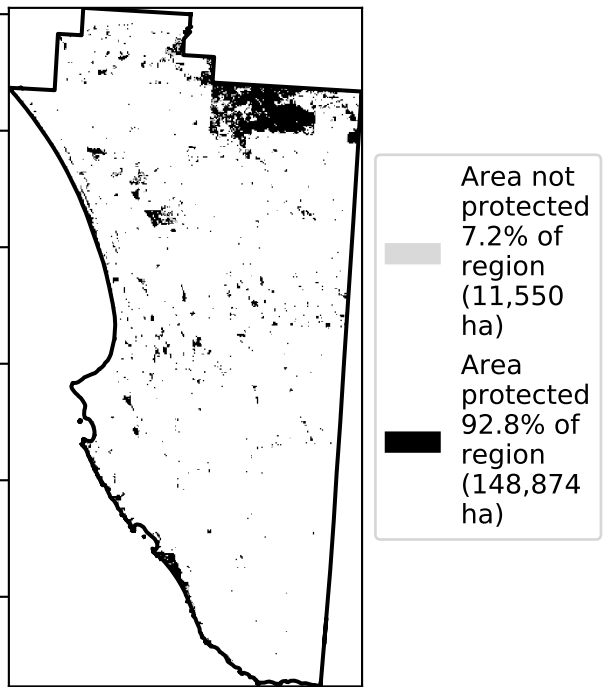 Area not
protected
7.2% of
region
(11,550
ha)
Area
protected
92.8% of
region
(148,874
ha)